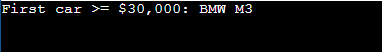 First car >= $30,000: BMW M3